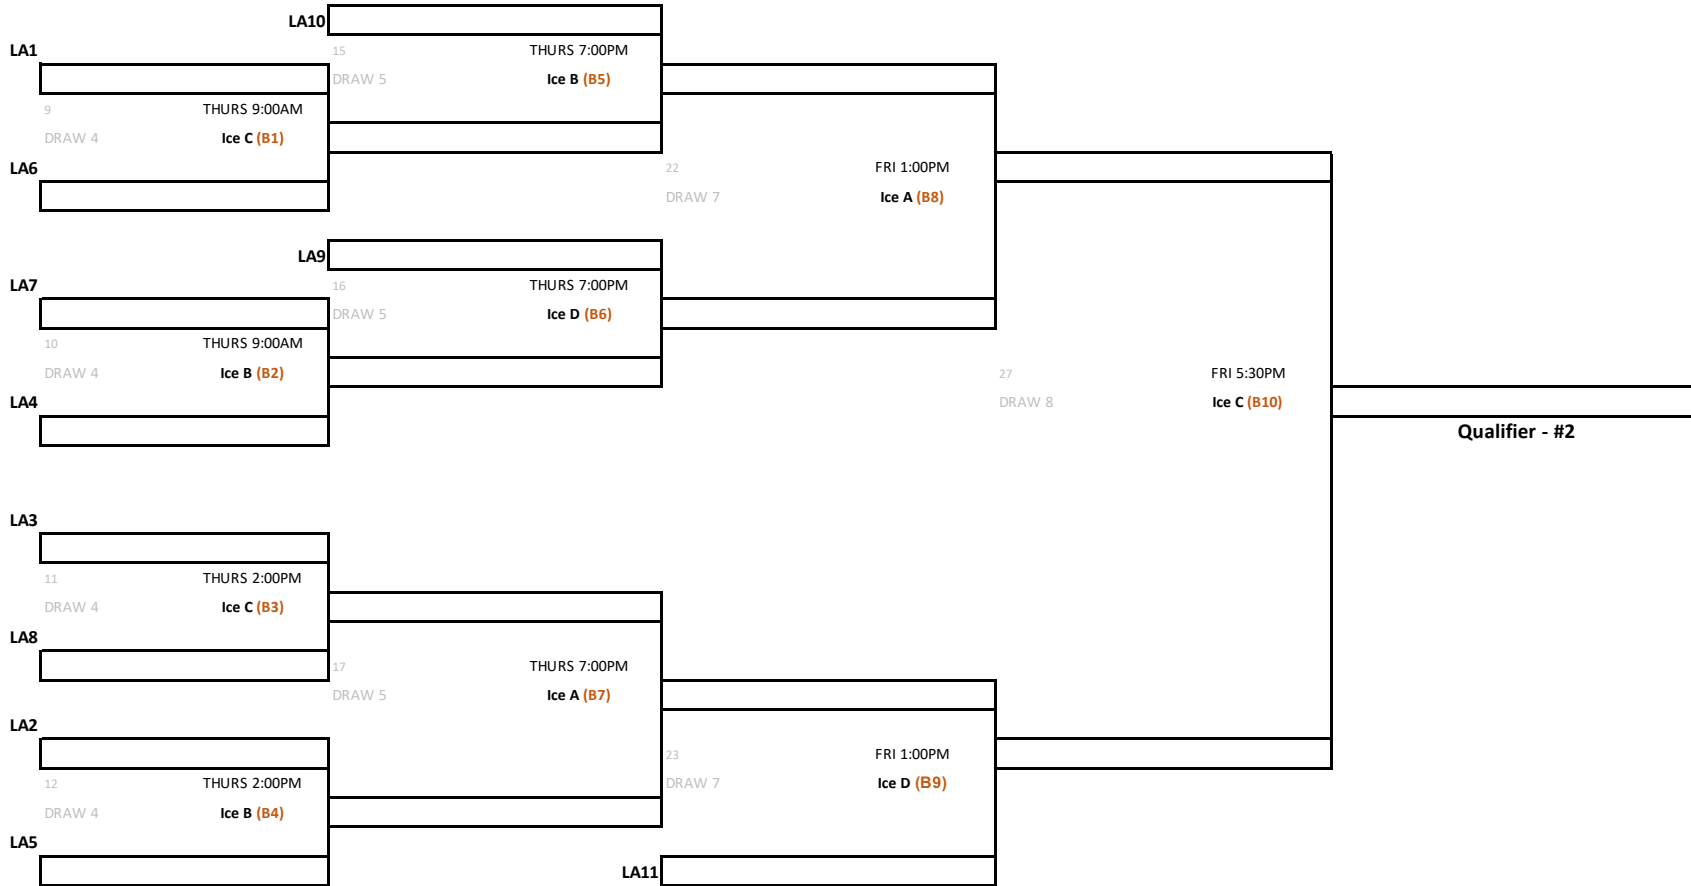 LA10
LA1
15 THURS 7:00PM
DRAW 5 Ice B (B5)
9 THURS 9:00AM
DRAW 4 Ice C (B1)
LA6
22 FRI 1:00PM
DRAW 7 Ice A (B8)
LA9
LA7
16 THURS 7:00PM
DRAW 5 Ice D (B6)
10 THURS 9:00AM
DRAW 4 Ice B (B2)
27 FRI 5:30PM
LA4
DRAW 8 Ice C (B10)
Qualifier - #2
LA3
11 THURS 2:00PM
DRAW 4 Ice C (B3)
LA8
17 THURS 7:00PM
DRAW 5 Ice A (B7)
LA2
23 FRI 1:00PM
DRAW 7 Ice D (B9)
12 THURS 2:00PM
DRAW 4 Ice B (B4)
LA5
LA11